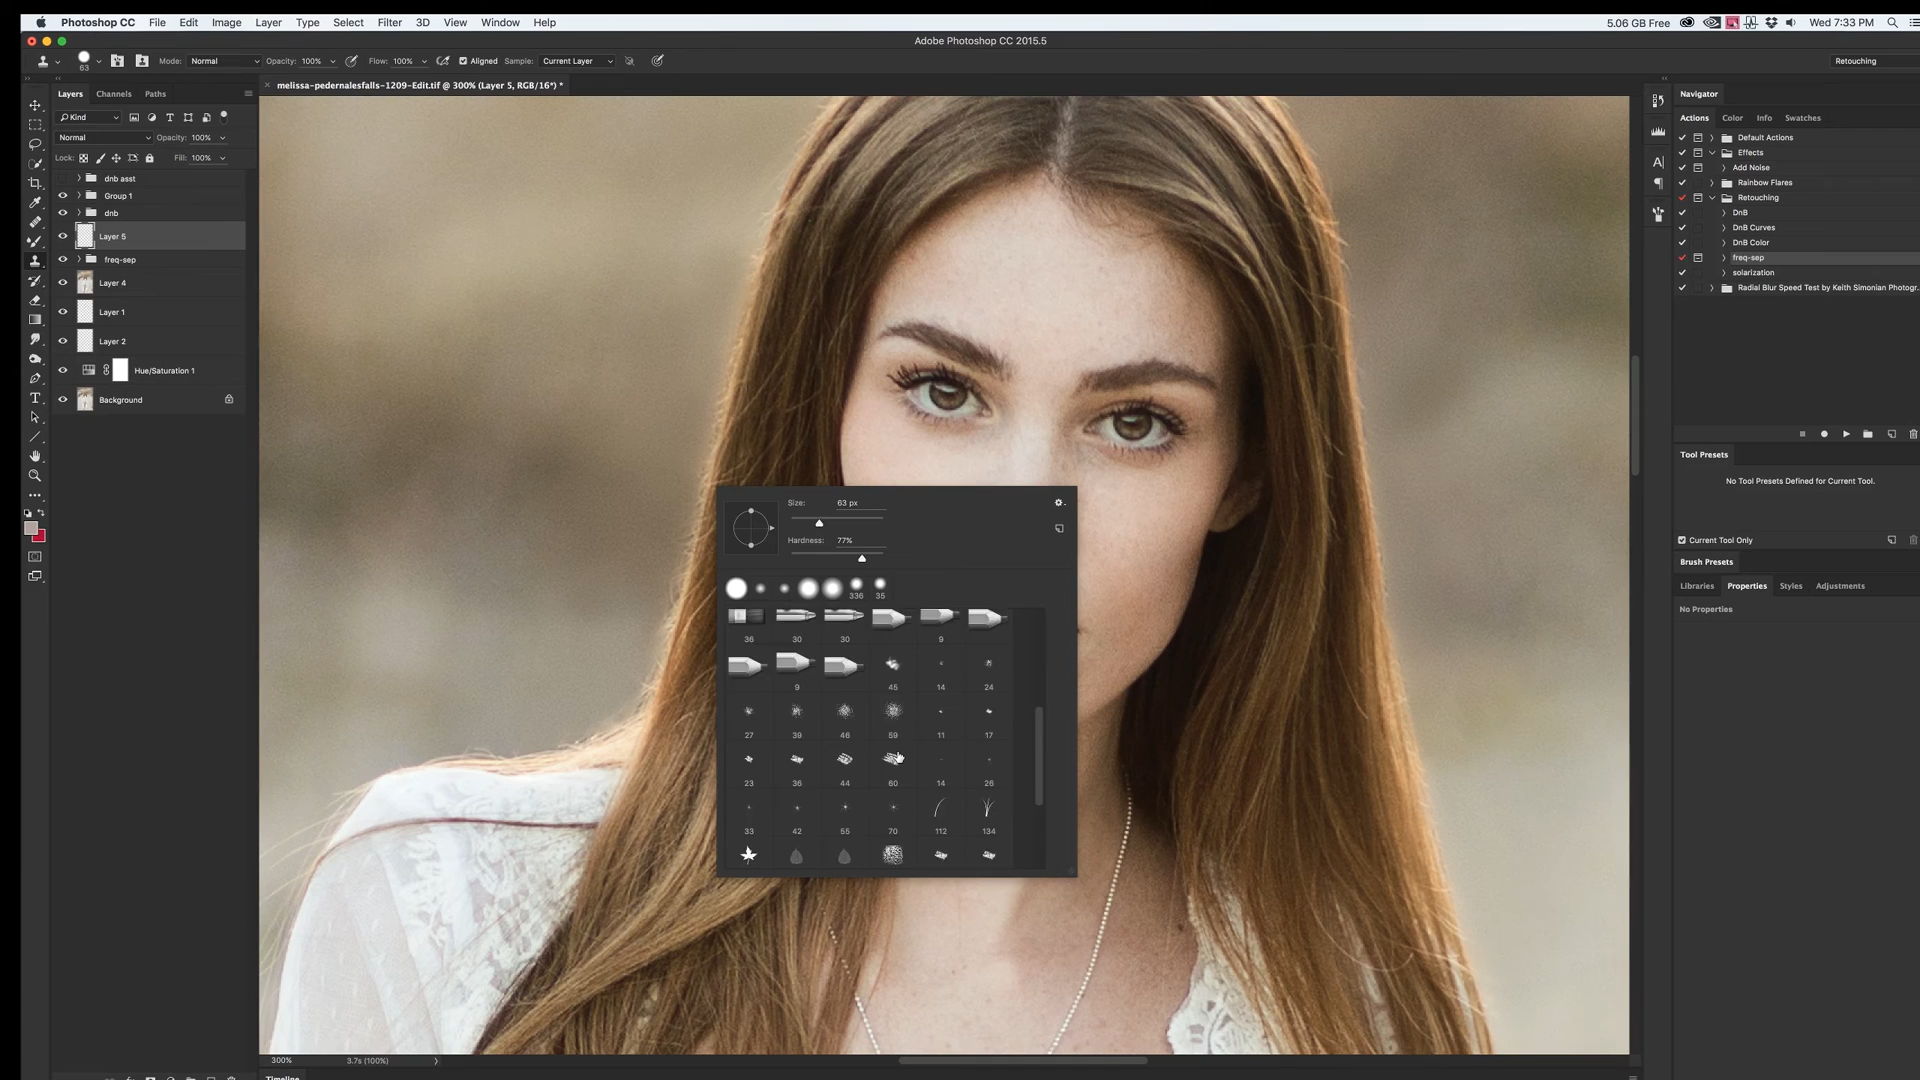 Photoshop CC File Edit Image Layer Type Select Filter 3D View Window Help 5.06 GB Free Wed 7:33 PM
Adobe Photoshop CC 2015.5
63 Mode: Normal Opacity: 100% Flow: 100% Aligned Sample: Current Layer Retouching
melissa-pedernalesfalls-1209-Edit.tif @ 300% (Layer 5, RGB/16*) *
Layers Channels Paths
Kind
Normal Opacity: 100%
Lock: Fill: 100%
dnb asst
Group 1
dnb
Layer 5
freq-sep
Layer 4
Layer 1
Layer 2
Hue/Saturation 1
Background
Size: 63 px
Hardness: 77%
336 35
36 30 30 9
9 45 14 24
27 39 46 59 11 17
23 36 44 60 14 26
33 42 55 70 112 134
300% 3.7s (100%)
Timeline
Navigator
Actions Color Info Swatches
Default Actions
Effects
Add Noise
Rainbow Flares
Retouching
DnB
DnB Curves
DnB Color
freq-sep
solarization
Radial Blur Speed Test by Keith Simonian Photogr...
Tool Presets
No Tool Presets Defined for Current Tool.
Current Tool Only
Brush Presets
Libraries Properties Styles Adjustments
No Properties